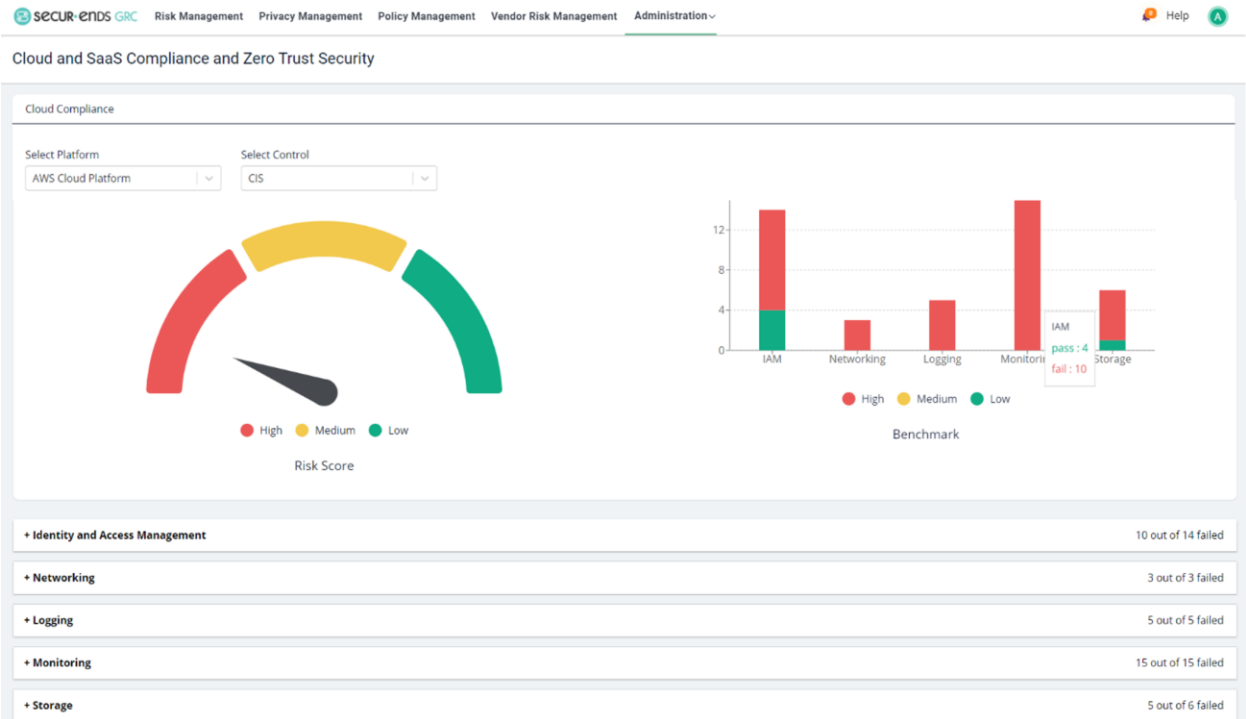 SECUR-ENDS GRC Risk Management Privacy Management Policy Management Vendor Risk Management Administration Help A
Cloud and SaaS Compliance and Zero Trust Security
Cloud Compliance
Select Platform Select Control
AWS Cloud Platform CIS
12
8
4
0
IAM Networking Logging Monitorin Storage
IAM
pass : 4
fail : 10
High Medium Low
Benchmark
High Medium Low
Risk Score
+ Identity and Access Management 10 out of 14 failed
+ Networking 3 out of 3 failed
+ Logging 5 out of 5 failed
+ Monitoring 15 out of 15 failed
+ Storage 5 out of 6 failed